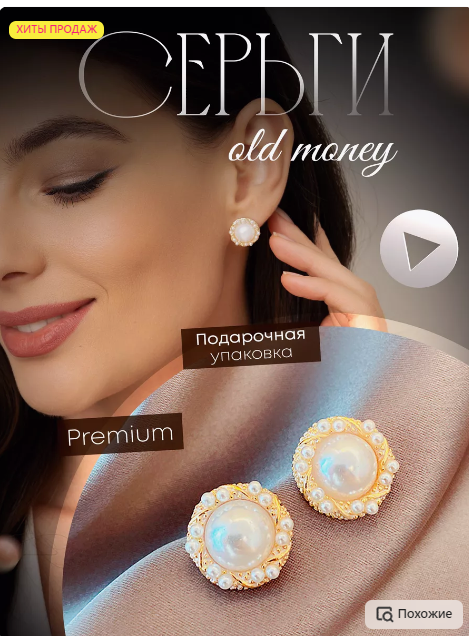 ХИТЫ ПРОДАЖ
СЕРЬГИ
old money
Подарочная
упаковка
Premium
Похожие